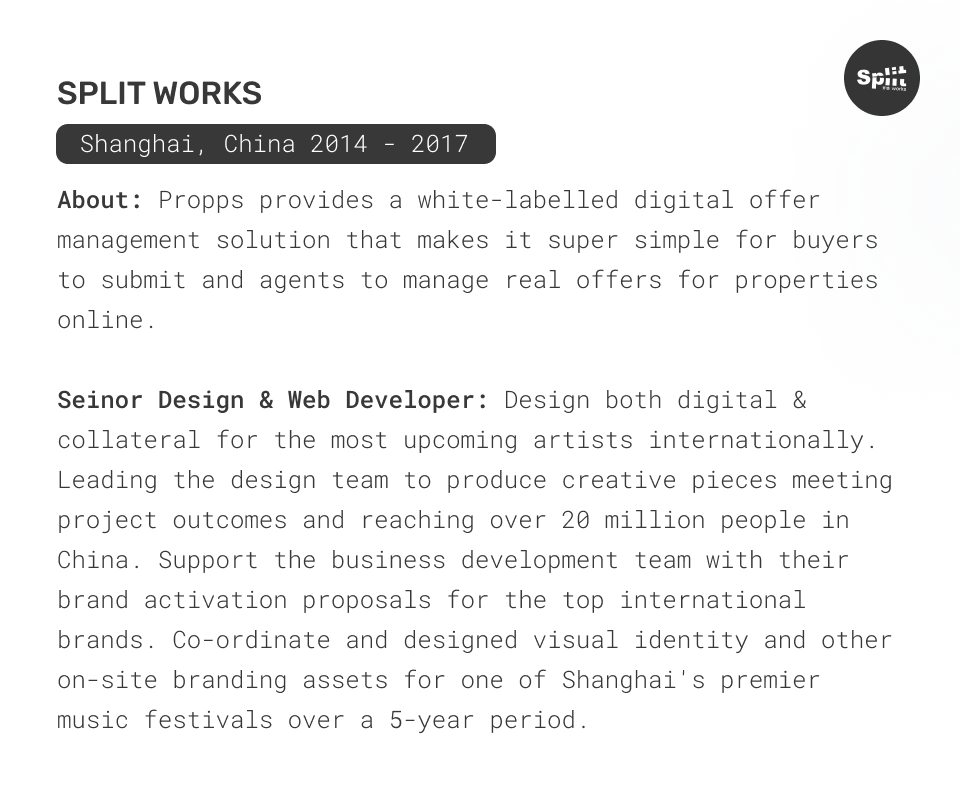 Split
SPLIT WORKS
Shanghai, China 2014 - 2017
About: Propps provides a white-labelled digital offer
management solution that makes it super simple for buyers
to submit and agents to manage real offers for properties
online.
Seinor Design & Web Developer: Design both digital &
collateral for the most upcoming artists internationally.
Leading the design team to produce creative pieces meeting
project outcomes and reaching over 20 million people in
China. Support the business development team with their
brand activation proposals for the top international
brands. Co-ordinate and designed visual identity and other
on-site branding assets for one of Shanghai's premier
music festivals over a 5-year period.